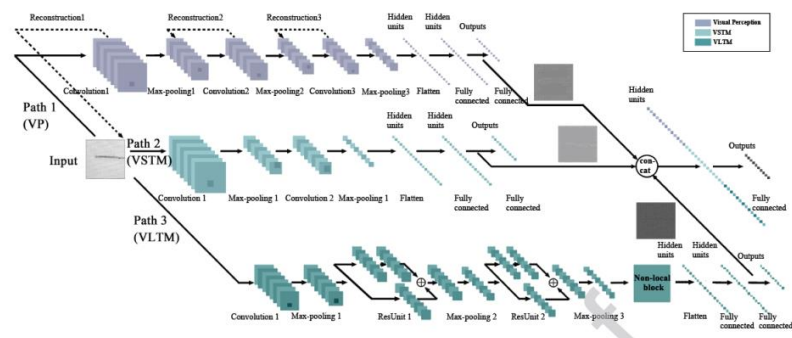 Reconstruction1
Reconstruction2
Reconstruction3
Hidden
units
Hidden
units
Outputs
Visual Perception
VSTM
VLTM
Convolution1
Max-pooling1
Convolution2
Max-pooling2
Convolution3
Max-pooling3
Flatten
Fully
connected
Fully
connected
Path 1
(VP)
Input
Path 2
(VSTM)
Hidden
units
Hidden
units
Outputs
Convolution 1
Max-pooling 1
Convolution 2
Max-pooling 1
Flatten
Fully
connected
Fully
connected
con-
cat
Hidden
units
Outputs
Fully
connected
Path 3
(VLTM)
Hidden
units
Hidden
units
Outputs
Non-local
block
Convolution 1
Max-pooling 1
ResUnit 1
Max-pooling 2
ResUnit 2
Max-pooling 3
Flatten
Fully
connected
Fully
connected